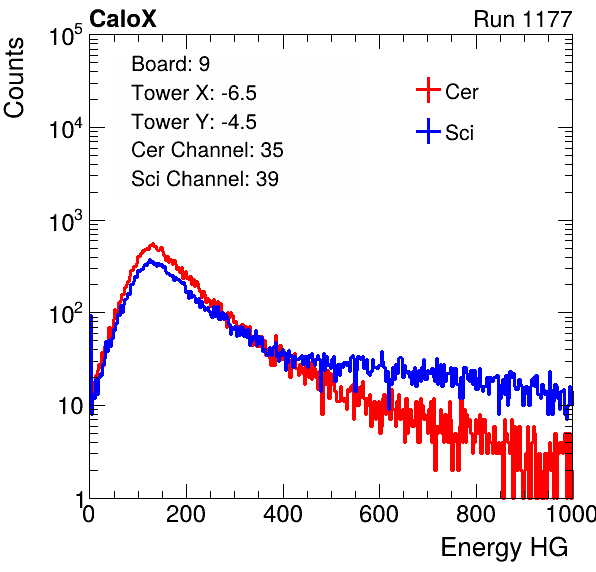 CaloX Run 1177
Counts
Board: 9
Tower X: -6.5
Tower Y: -4.5
Cer Channel: 35
Sci Channel: 39
Cer
Sci
10^5
10^4
10^3
10^2
10
1
0 200 400 600 800 1000
Energy HG